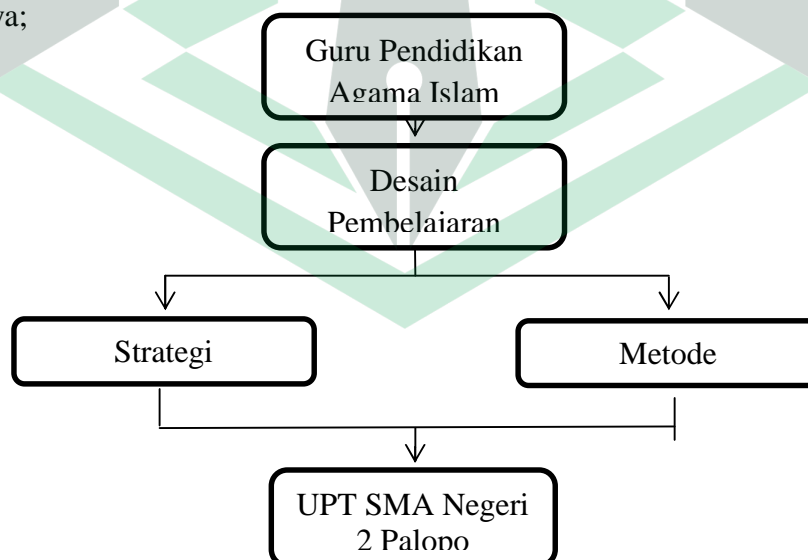 ya;
Guru Pendidikan
Agama Islam
Desain
Pembelajaran
Strategi
Metode
UPT SMA Negeri
2 Palopo